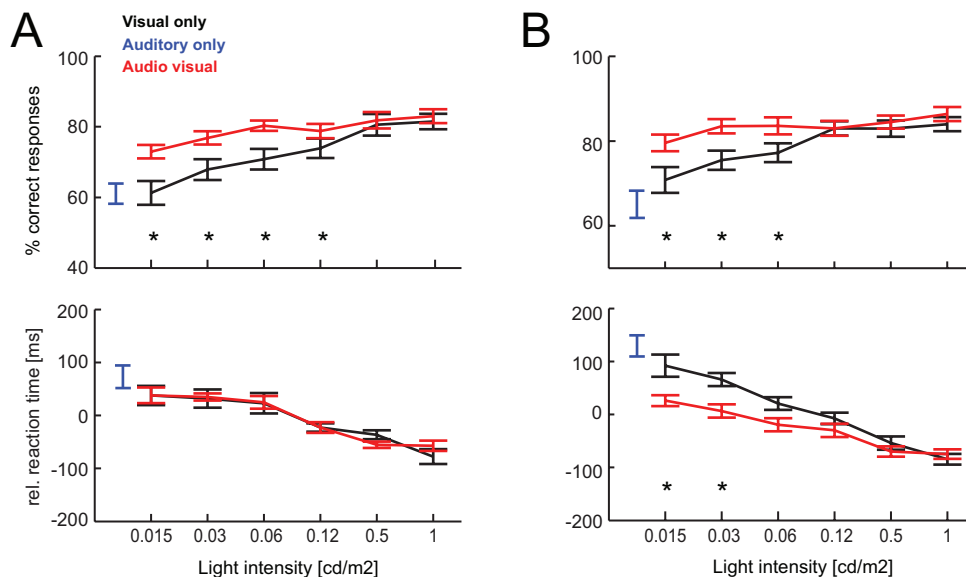 A
Visual only
Auditory only
Audio visual
B
% correct responses
100
80
60
40
* * * *
100
80
60
* * *
rel. reaction time [ms]
200
100
0
-100
-200
0.015 0.03 0.06 0.12 0.5 1
Light intensity [cd/m2]
200
100
0
-100
-200
* *
0.015 0.03 0.06 0.12 0.5 1
Light intensity [cd/m2]